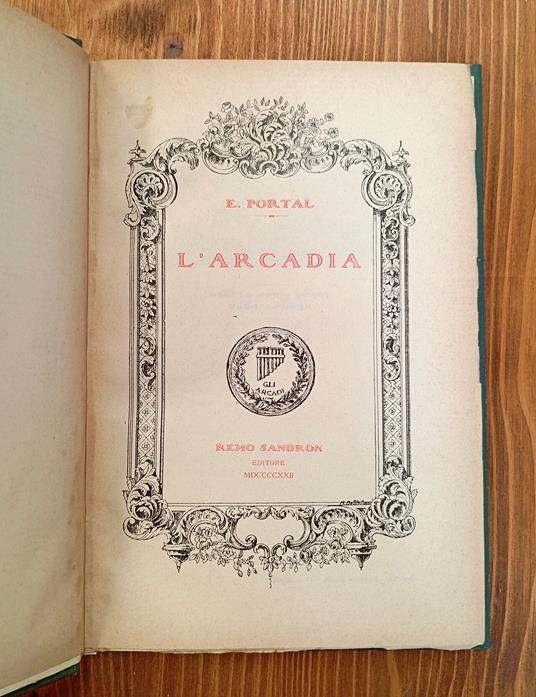 E. PORTAL
L'ARCADIA
GLI
ARCADI
REMO SANDRON
EDITORE
MDCCCCXXII